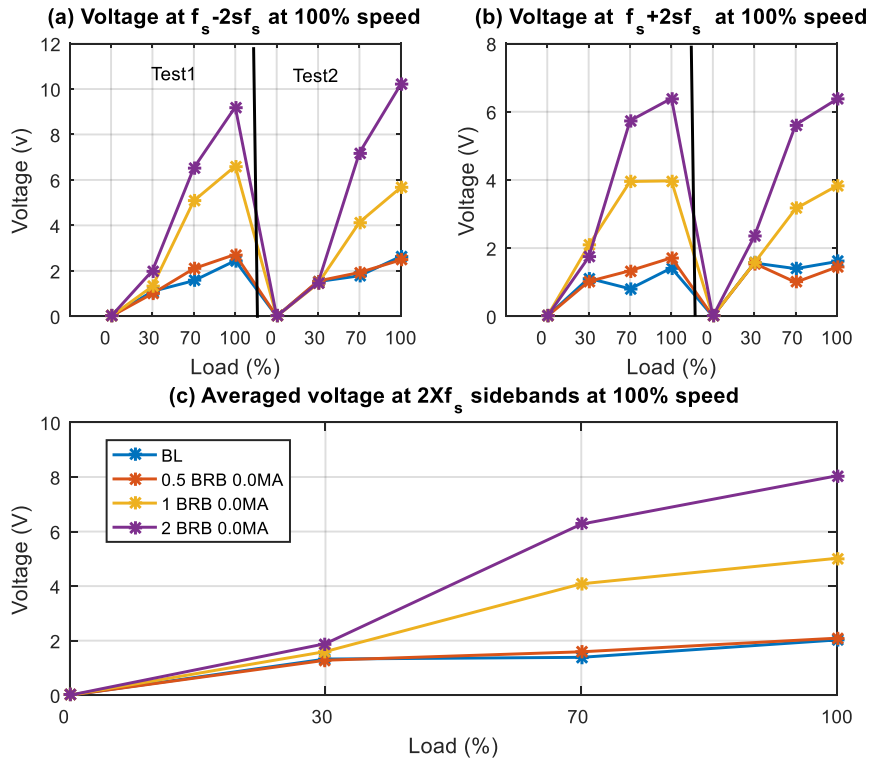 (a) Voltage at fs-2sfs at 100% speed
12
10
8
6
4
2
0
Voltage (v)
Test1
Test2
0 30 70 100 0 30 70 100
Load (%)
(b) Voltage at fs+2sfs at 100% speed
8
6
4
2
0
Voltage (V)
0 30 70 100 0 30 70 100
Load (%)
(c) Averaged voltage at 2Xfs sidebands at 100% speed
10
8
6
4
2
0
Voltage (V)
BL
0.5 BRB 0.0MA
1 BRB 0.0MA
2 BRB 0.0MA
0 30 70 100
Load (%)